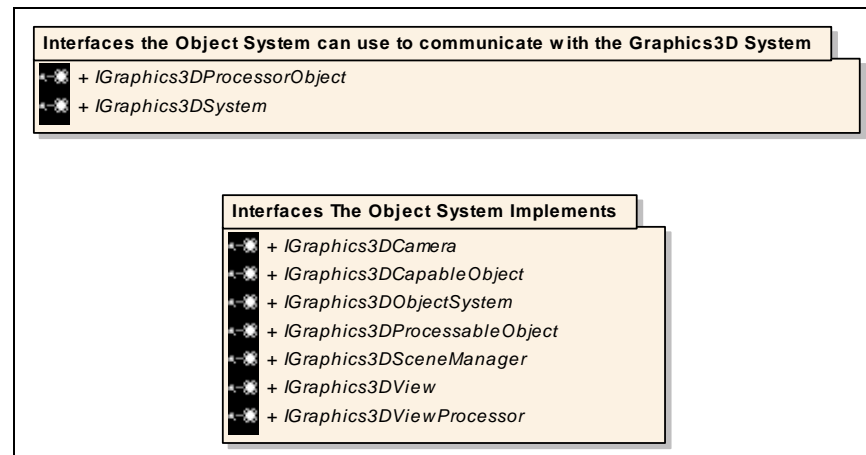 Interfaces the Object System can use to communicate with the Graphics3D System
+ IGraphics3DProcessorObject
+ IGraphics3DSystem
Interfaces The Object System Implements
+ IGraphics3DCamera
+ IGraphics3DCapableObject
+ IGraphics3DObjectSystem
+ IGraphics3DProcessableObject
+ IGraphics3DSceneManager
+ IGraphics3DView
+ IGraphics3DViewProcessor